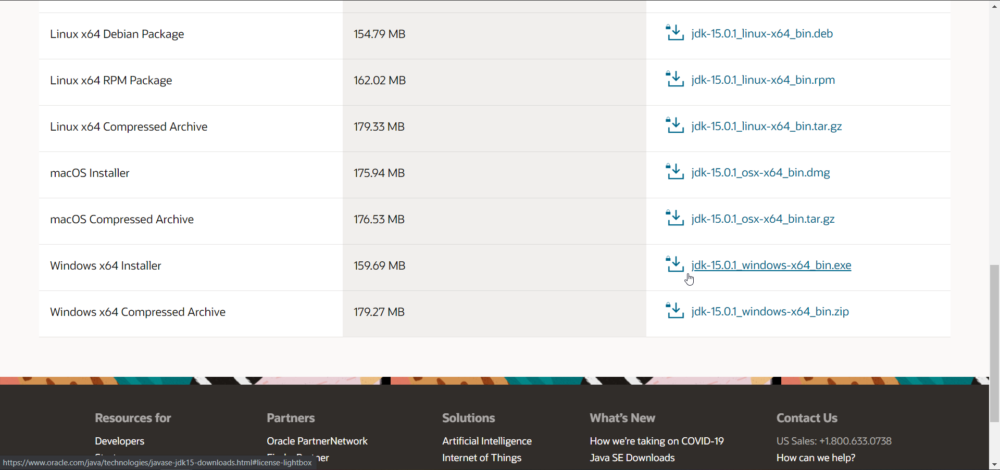 Linux x64 Debian Package 154.79 MB jdk-15.0.1_linux-x64_bin.deb
Linux x64 RPM Package 162.02 MB jdk-15.0.1_linux-x64_bin.rpm
Linux x64 Compressed Archive 179.33 MB jdk-15.0.1_linux-x64_bin.tar.gz
macOS Installer 175.94 MB jdk-15.0.1_osx-x64_bin.dmg
macOS Compressed Archive 176.53 MB jdk-15.0.1_osx-x64_bin.tar.gz
Windows x64 Installer 159.69 MB jdk-15.0.1_windows-x64_bin.exe
Windows x64 Compressed Archive 179.27 MB jdk-15.0.1_windows-x64_bin.zip
Resources for
Developers
Partners
Oracle PartnerNetwork
Solutions
Artificial Intelligence
Internet of Things
What's New
How we're taking on COVID-19
Java SE Downloads
Contact Us
US Sales: +1.800.633.0738
How can we help?
https://www.oracle.com/java/technologies/javase-jdk15-downloads.html#license-lightbox